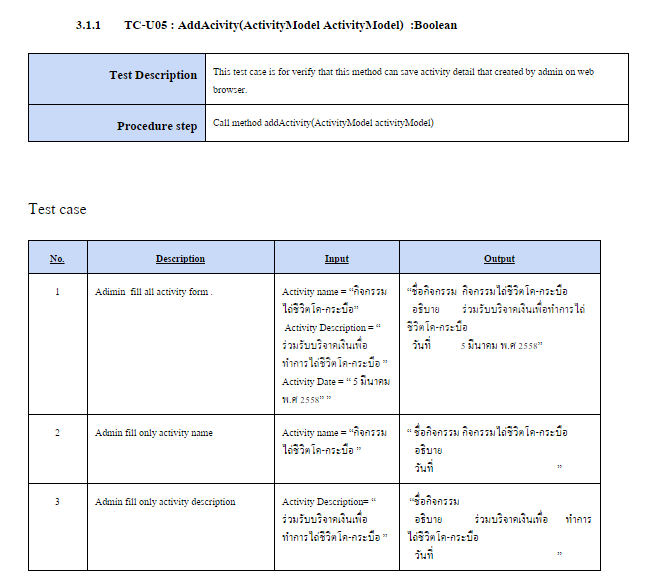 3.1.1 TC-U05 : AddAcivity(ActivityModel ActivityModel) :Boolean
Test Description
This test case is for verify that this method can save activity detail that created by admin on web
browser.
Procedure step
Call method addActivity(ActivityModel activityModel)
Test case
No. Description Input Output
1
Adimin fill all activity form .
Activity name = “กิจกรรม
ไถ่ชีวิตโค-กระบือ”
Activity Description = “
ร่วมรับบริจาคเงินเพื่อ
ทำการไถ่ชีวิตโค-กระบือ ”
Activity Date = “ 5 มีนาคม
พ.ศ 2558” ”
“ชื่อกิจกรรม กิจกรรมไถ่ชีวิตโค-กระบือ
อธิบาย ร่วมรับบริจาคเงินเพื่อทำการไถ่
ชีวิตโค-กระบือ
วันที่ 5 มีนาคม พ.ศ 2558”
2
Admin fill only activity name
Activity name = “กิจกรรม
ไถ่ชีวิตโค-กระบือ ”
“ ชื่อกิจกรรม กิจกรรมไถ่ชีวิตโค-กระบือ
อธิบาย
วันที่ ”
3
Admin fill only activity description
Activity Description= “
ร่วมรับบริจาคเงินเพื่อ
ทำการไถ่ชีวิตโค-กระบือ ”
“ชื่อกิจกรรม
อธิบาย ร่วมรับบริจาคเงินเพื่อ ทำการ
ไถ่ชีวิตโค-กระบือ
วันที่ ”